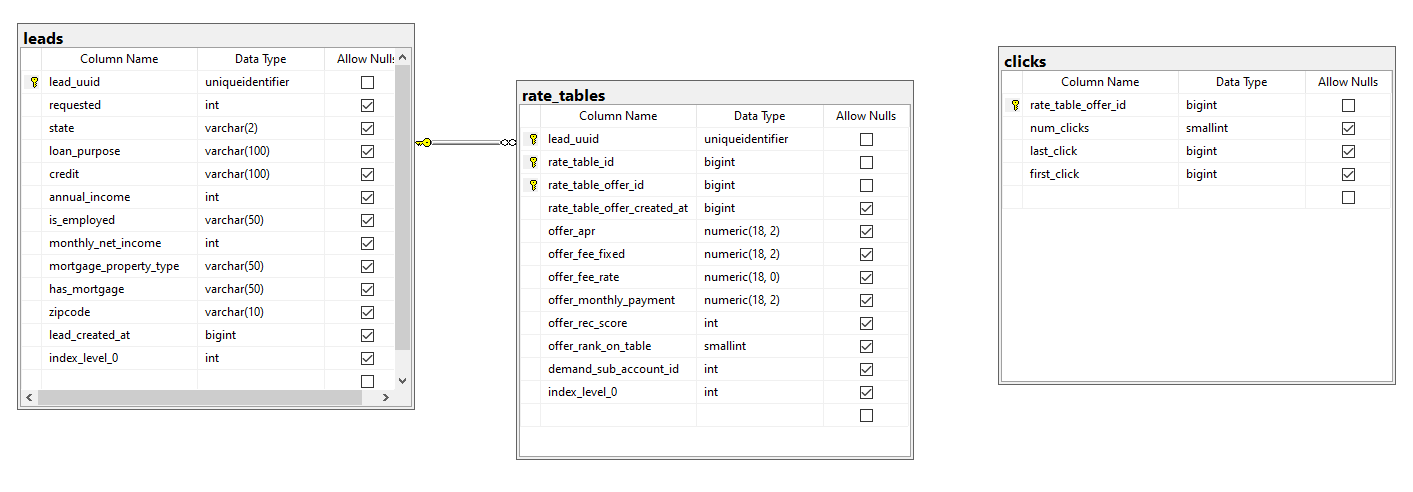 leads
Column Name Data Type Allow Nulls
lead_uuid uniqueidentifier
requested int
state varchar(2)
loan_purpose varchar(100)
credit varchar(100)
annual_income int
is_employed varchar(50)
monthly_net_income int
mortgage_property_type varchar(50)
has_mortgage varchar(50)
zipcode varchar(10)
lead_created_at bigint
index_level_0 int
rate_tables
Column Name Data Type Allow Nulls
lead_uuid uniqueidentifier
rate_table_id bigint
rate_table_offer_id bigint
rate_table_offer_created_at bigint
offer_apr numeric(18, 2)
offer_fee_fixed numeric(18, 2)
offer_fee_rate numeric(18, 0)
offer_monthly_payment numeric(18, 2)
offer_rec_score int
offer_rank_on_table smallint
demand_sub_account_id int
index_level_0 int
clicks
Column Name Data Type Allow Nulls
rate_table_offer_id bigint
num_clicks smallint
last_click bigint
first_click bigint